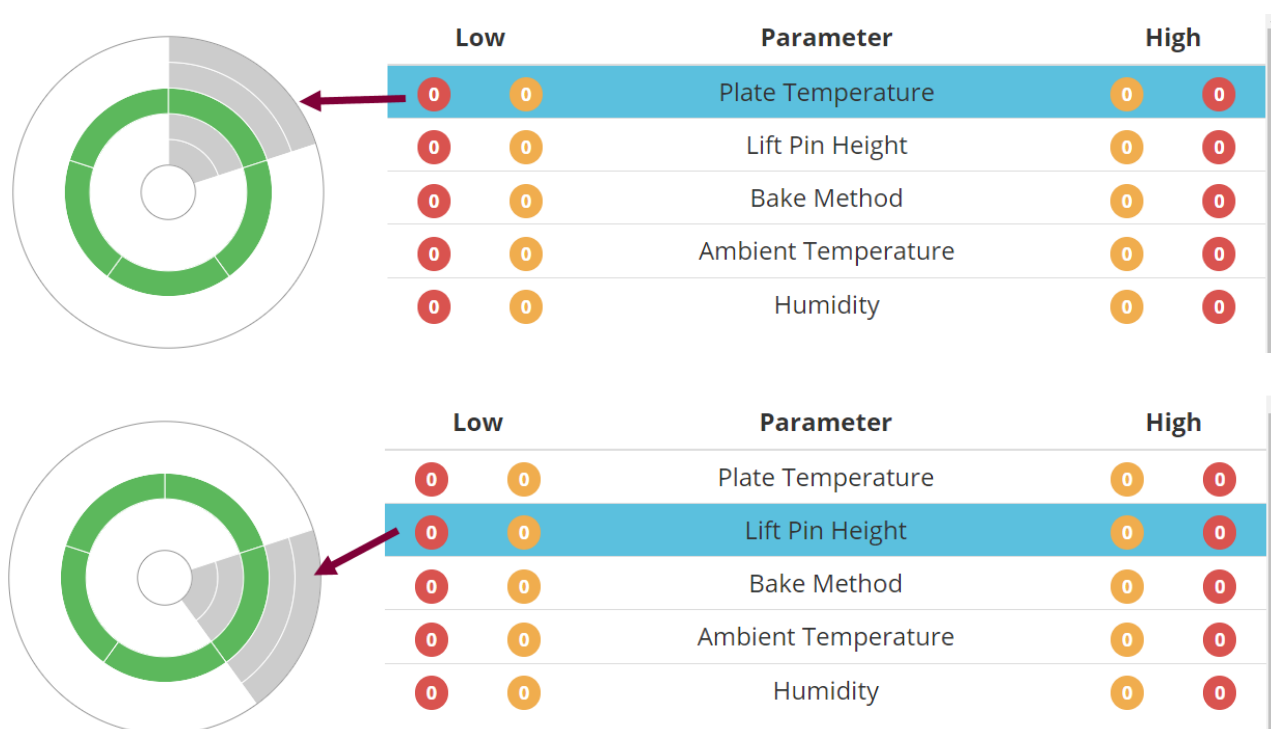 Low Parameter High
0 0 Plate Temperature 0 0
0 0 Lift Pin Height 0 0
0 0 Bake Method 0 0
0 0 Ambient Temperature 0 0
0 0 Humidity 0 0
Low Parameter High
0 0 Plate Temperature 0 0
0 0 Lift Pin Height 0 0
0 0 Bake Method 0 0
0 0 Ambient Temperature 0 0
0 0 Humidity 0 0